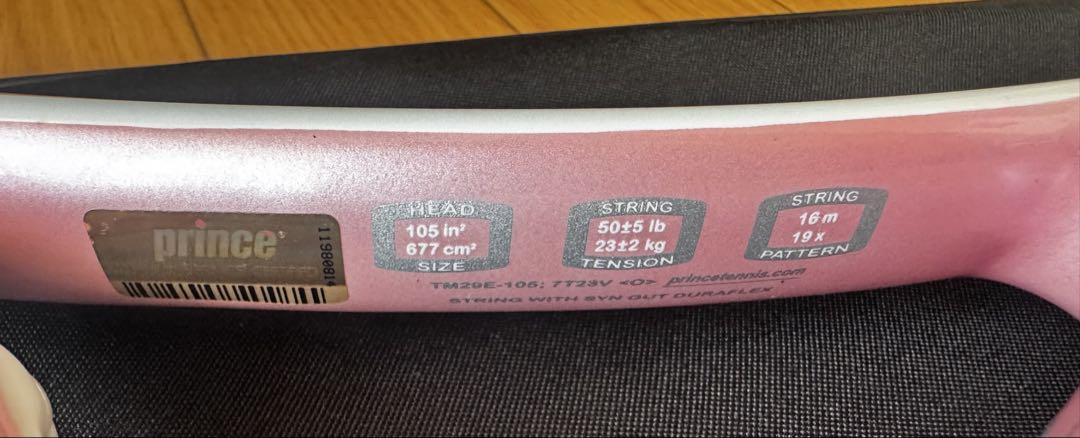 prince
11980814
HEAD
105 in²
677 cm²
SIZE
STRING
50±5 lb
23±2 kg
TENSION
STRING
16 m
19 x
PATTERN
TM29E-105; 7T23V <O> princetennis.com
STRING WITH SYN GUT DURAFLEX